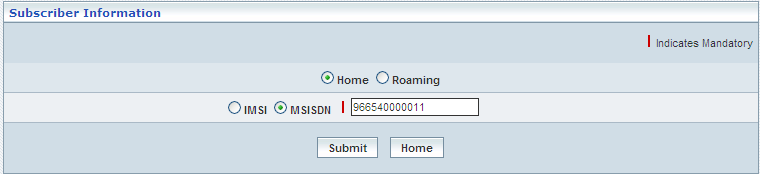 Subscriber Information
Indicates Mandatory
Home Roaming
IMSI MSISDN 966540000011
Submit Home